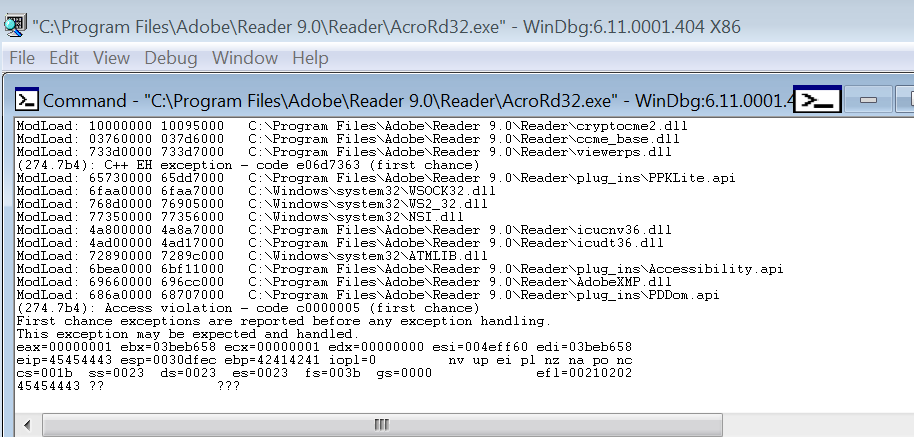 "C:\Program Files\Adobe\Reader 9.0\Reader\AcroRd32.exe" - WinDbg:6.11.0001.404 X86
File Edit View Debug Window Help
Command - "C:\Program Files\Adobe\Reader 9.0\Reader\AcroRd32.exe" - WinDbg:6.11.0001.4
ModLoad: 10000000 10095000   C:\Program Files\Adobe\Reader 9.0\Reader\cryptocme2.dll
ModLoad: 03760000 037d6000   C:\Program Files\Adobe\Reader 9.0\Reader\ccme_base.dll
ModLoad: 733d0000 733d7000   C:\Program Files\Adobe\Reader 9.0\Reader\viewerps.dll
(274.7b4): C++ EH exception - code e06d7363 (first chance)
ModLoad: 65730000 65dd7000   C:\Program Files\Adobe\Reader 9.0\Reader\plug_ins\PPKLite.api
ModLoad: 6faa0000 6faa7000   C:\Windows\system32\WSOCK32.dll
ModLoad: 768d0000 76905000   C:\Windows\system32\WS2_32.dll
ModLoad: 77350000 77356000   C:\Windows\system32\NSI.dll
ModLoad: 4a800000 4a8a7000   C:\Program Files\Adobe\Reader 9.0\Reader\icucnv36.dll
ModLoad: 4ad00000 4ad17000   C:\Program Files\Adobe\Reader 9.0\Reader\icudt36.dll
ModLoad: 72890000 7289c000   C:\Windows\system32\ATMLIB.dll
ModLoad: 6bea0000 6bf11000   C:\Program Files\Adobe\Reader 9.0\Reader\plug_ins\Accessibility.api
ModLoad: 69660000 696cc000   C:\Program Files\Adobe\Reader 9.0\Reader\AdobeXMP.dll
ModLoad: 686a0000 68707000   C:\Program Files\Adobe\Reader 9.0\Reader\plug_ins\PDDom.api
(274.7b4): Access violation - code c0000005 (first chance)
First chance exceptions are reported before any exception handling.
This exception may be expected and handled.
eax=00000001 ebx=03beb658 ecx=00000001 edx=00000000 esi=004eff60 edi=03beb658
eip=45454443 esp=0030dfec ebp=42414241 iopl=0         nv up ei pl nz na po nc
cs=001b  ss=0023  ds=0023  es=0023  fs=003b  gs=0000             efl=00210202
45454443 ??              ???